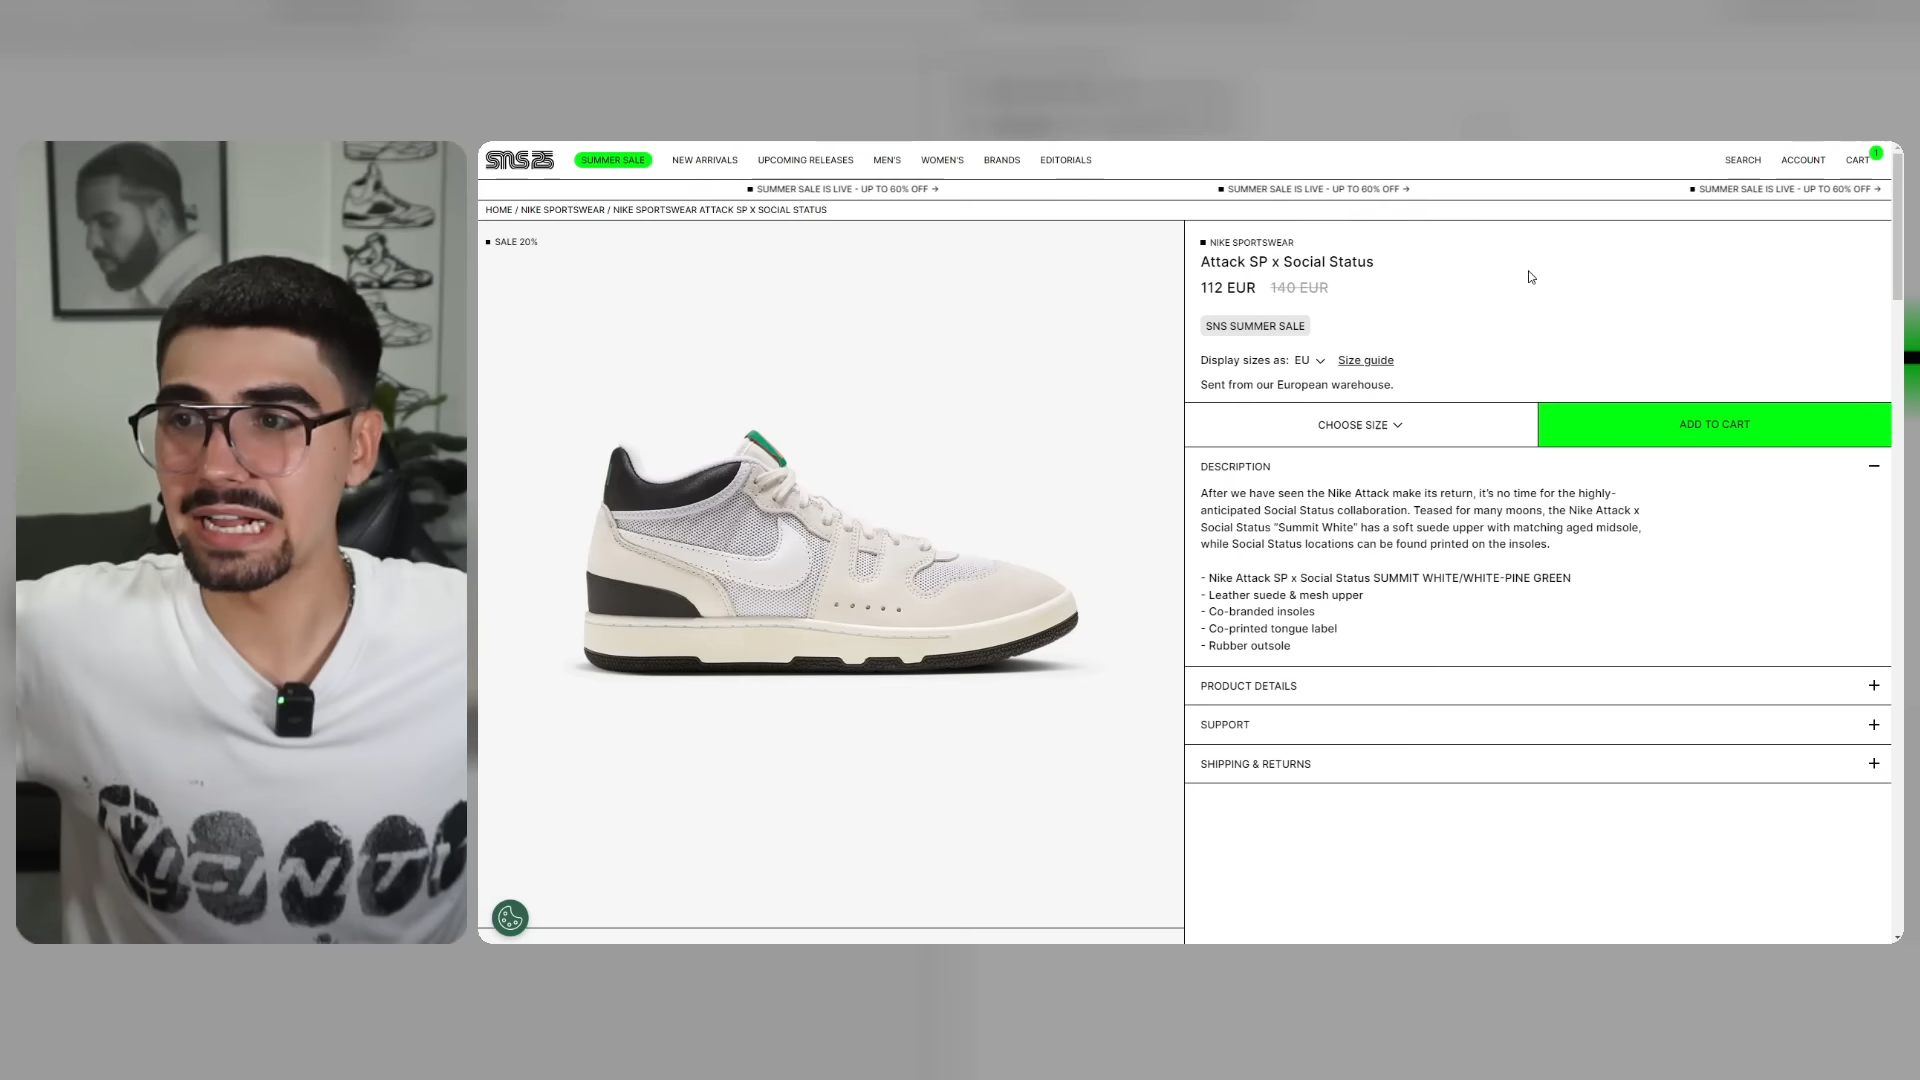 SNS 25
SUMMER SALE
NEW ARRIVALS
UPCOMING RELEASES
MEN'S
WOMEN'S
BRANDS
EDITORIALS
SEARCH
ACCOUNT
CART
1
■ SUMMER SALE IS LIVE - UP TO 60% OFF →
■ SUMMER SALE IS LIVE - UP TO 60% OFF →
■ SUMMER SALE IS LIVE - UP TO 60% OFF →
HOME / NIKE SPORTSWEAR / NIKE SPORTSWEAR ATTACK SP X SOCIAL STATUS
■ SALE 20%
■ NIKE SPORTSWEAR
Attack SP x Social Status
112 EUR 140 EUR
SNS SUMMER SALE
Display sizes as: EU Size guide
Sent from our European warehouse.
CHOOSE SIZE
ADD TO CART
DESCRIPTION
After we have seen the Nike Attack make its return, it's no time for the highly-
anticipated Social Status collaboration. Teased for many moons, the Nike Attack x
Social Status "Summit White" has a soft suede upper with matching aged midsole,
while Social Status locations can be found printed on the insoles.
- Nike Attack SP x Social Status SUMMIT WHITE/WHITE-PINE GREEN
- Leather suede & mesh upper
- Co-branded insoles
- Co-printed tongue label
- Rubber outsole
PRODUCT DETAILS
SUPPORT
SHIPPING & RETURNS